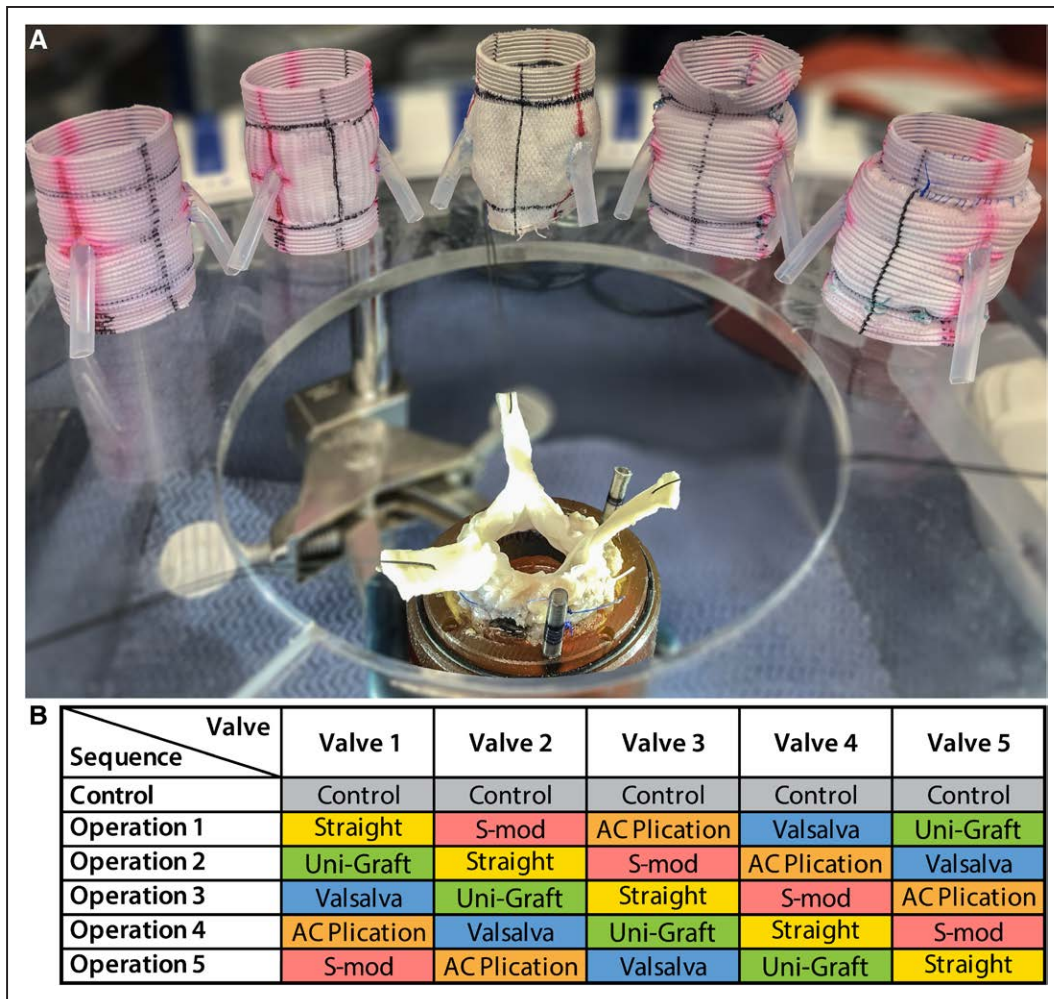 A
B
Valve
Sequence
Valve 1 Valve 2 Valve 3 Valve 4 Valve 5
Control Control Control Control Control Control
Operation 1 Straight S-mod AC Plication Valsalva Uni-Graft
Operation 2 Uni-Graft Straight S-mod AC Plication Valsalva
Operation 3 Valsalva Uni-Graft Straight S-mod AC Plication
Operation 4 AC Plication Valsalva Uni-Graft Straight S-mod
Operation 5 S-mod AC Plication Valsalva Uni-Graft Straight